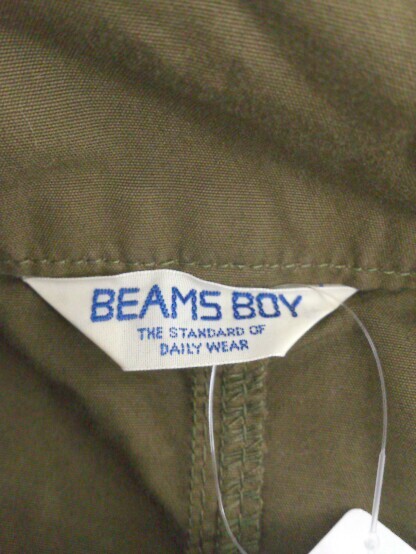 BEAMS BOY
THE STANDARD OF
DAILY WEAR